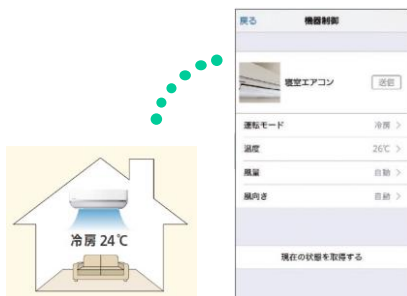 戻る
機器制御
寝室エアコン
送信
運転モード
冷房 >
温度
26℃ >
風量
自動 >
風向き
自動 >
現在の状態を取得する
冷房 24℃